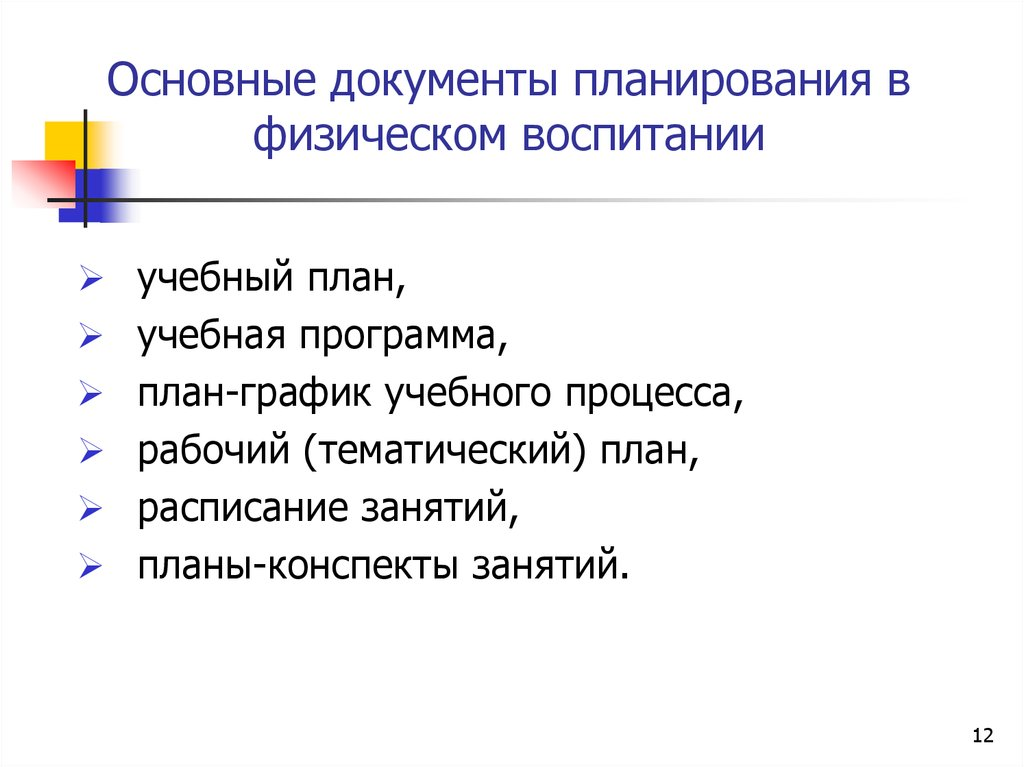 Основные документы планирования в
физическом воспитании
учебный план,
учебная программа,
план-график учебного процесса,
рабочий (тематический) план,
расписание занятий,
планы-конспекты занятий.
12